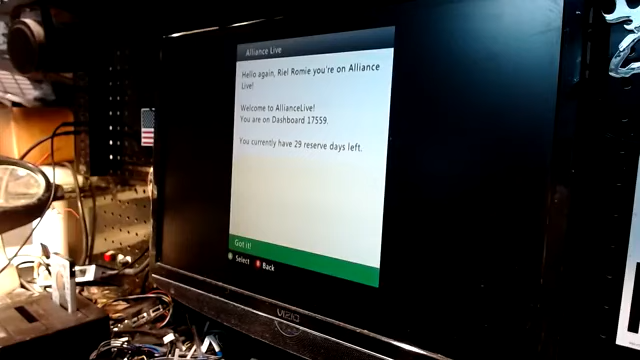 Alliance Live
Hello again, Riel Romie you're on Alliance
Live!
Welcome to AllianceLive!
You are on Dashboard 17559.
You currently have 29 reserve days left.
Got it!
Select
Back
VIZIO